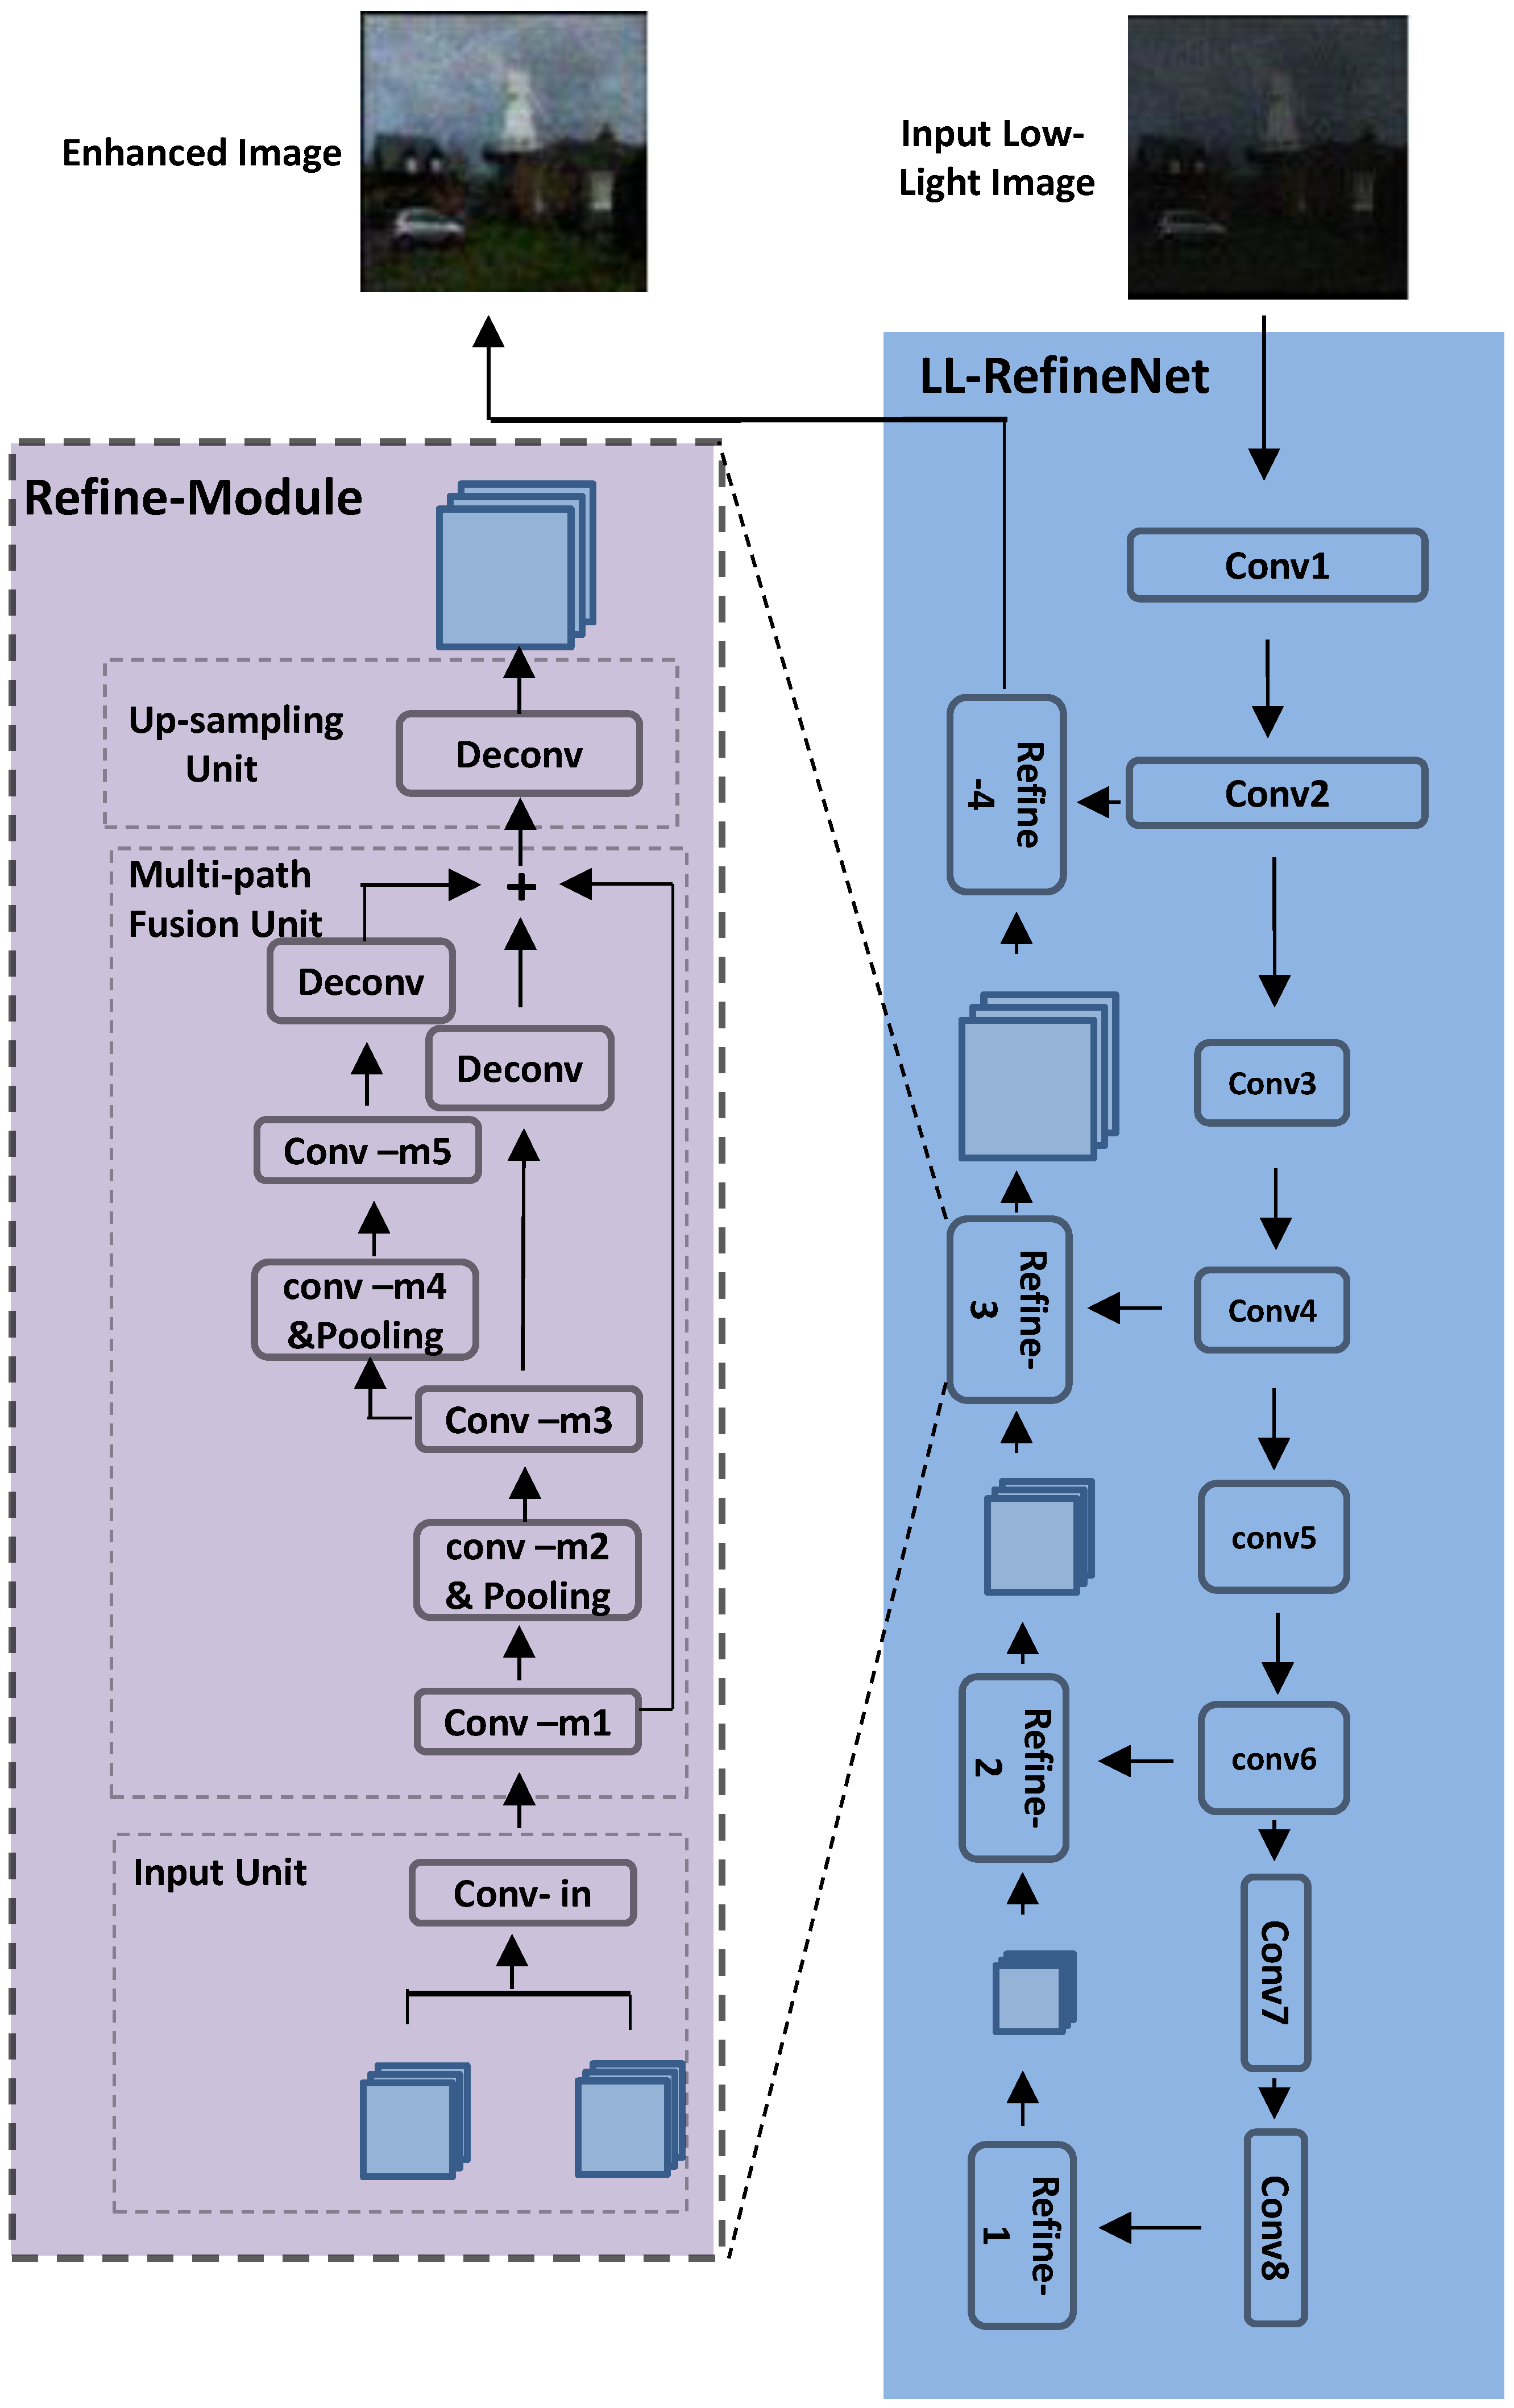 Enhanced Image
Input Low-
Light Image
LL-RefineNet
Conv1
Conv2
Conv3
Conv4
conv5
conv6
Conv7
Conv8
Refine
-4
Refine-
3
Refine-
2
Refine-
1
Refine-Module
Up-sampling
Unit
Deconv
Multi-path
Fusion Unit
+
Deconv
Deconv
Conv –m5
conv –m4
&Pooling
Conv –m3
conv –m2
& Pooling
Conv –m1
Input Unit
Conv- in